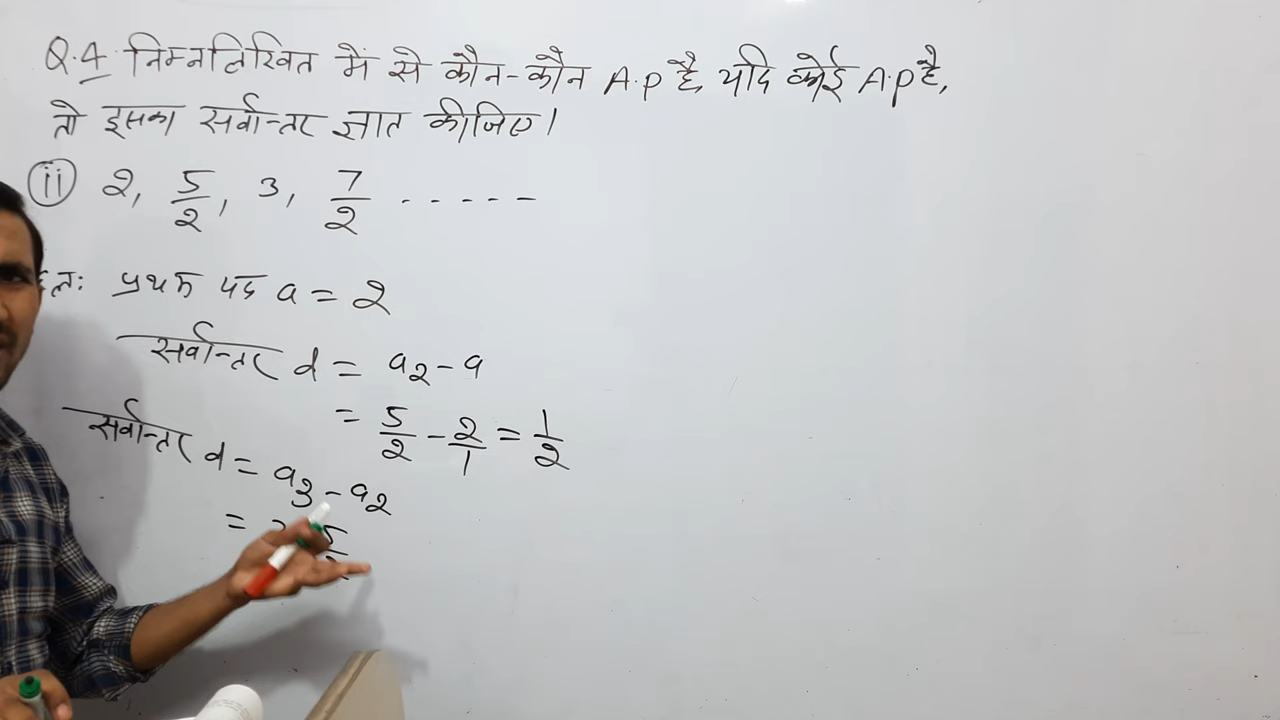 Q.4 निम्नलिखित में से कौन-कौन A.P है, यदि कोई A.P है,
तो इसका सर्वान्तर ज्ञात कीजिए।
(ii) 2, 5/2, 3, 7/2 ......
प्रथम पद a = 2
सर्वान्तर d = a₂ - a
= 5/2 - 2/1 = 1/2
सर्वान्तर d = a₃ - a₂
=